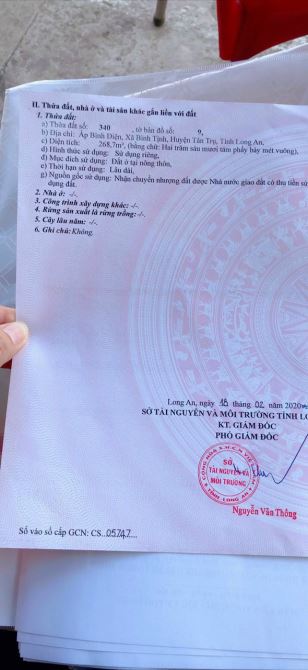 II. Thửa đất, nhà ở và tài sản khác gắn liền với đất
1. Thửa đất:
a) Thửa đất số: 340 , tờ bản đồ số: 9,
b) Địa chỉ: Ấp Bình Điện, Xã Bình Tịnh, Huyện Tân Trụ, Tỉnh Long An,
c) Diện tích: 268,7m², (bằng chữ: Hai trăm sáu mươi tám phẩy bảy mét vuông),
d) Hình thức sử dụng: Sử dụng riêng,
đ) Mục đích sử dụng: Đất ở tại nông thôn,
e) Thời hạn sử dụng: Lâu dài,
g) Nguồn gốc sử dụng: Nhận chuyển nhượng đất được Nhà nước giao đất có thu tiền sử
dụng đất.
2. Nhà ở: -/-.
3. Công trình xây dựng khác: -/-.
4. Rừng sản xuất là rừng trồng: -/-.
5. Cây lâu năm: -/-.
6. Ghi chú: Không.
Long An, ngày 18 tháng 02 năm 2020
SỞ TÀI NGUYÊN VÀ MÔI TRƯỜNG TỈNH LO
KT. GIÁM ĐỐC
PHÓ GIÁM ĐỐC
SỞ
TÀI NGUYÊN VÀ
MÔI TRƯỜNG
TỈNH LONG AN
Nguyễn Văn Thông
Số vào sổ cấp GCN: CS..05747...